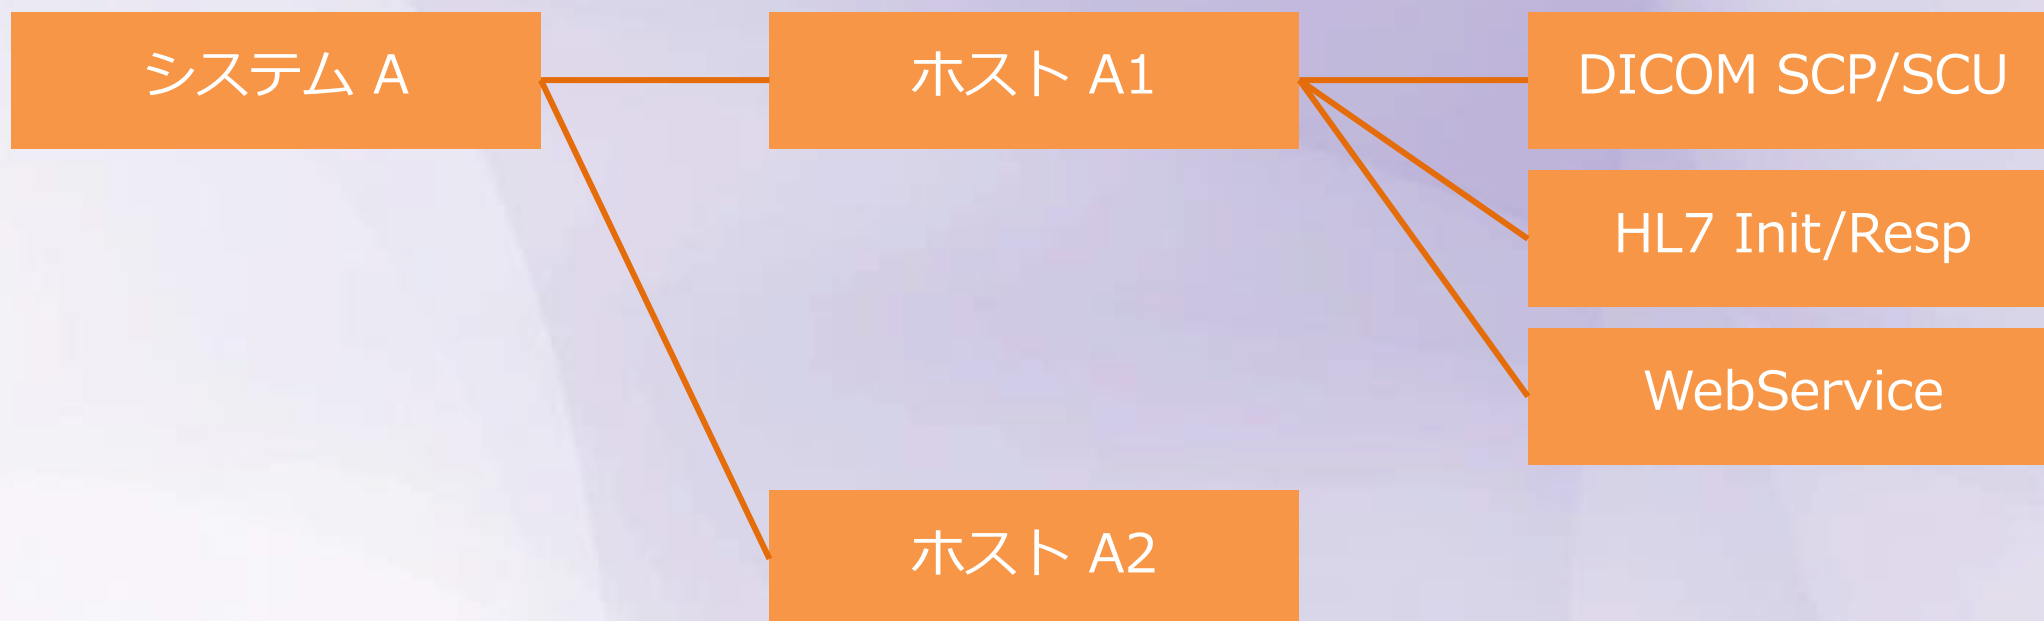 システム A
ホスト A1
DICOM SCP/SCU
HL7 Init/Resp
WebService
ホスト A2